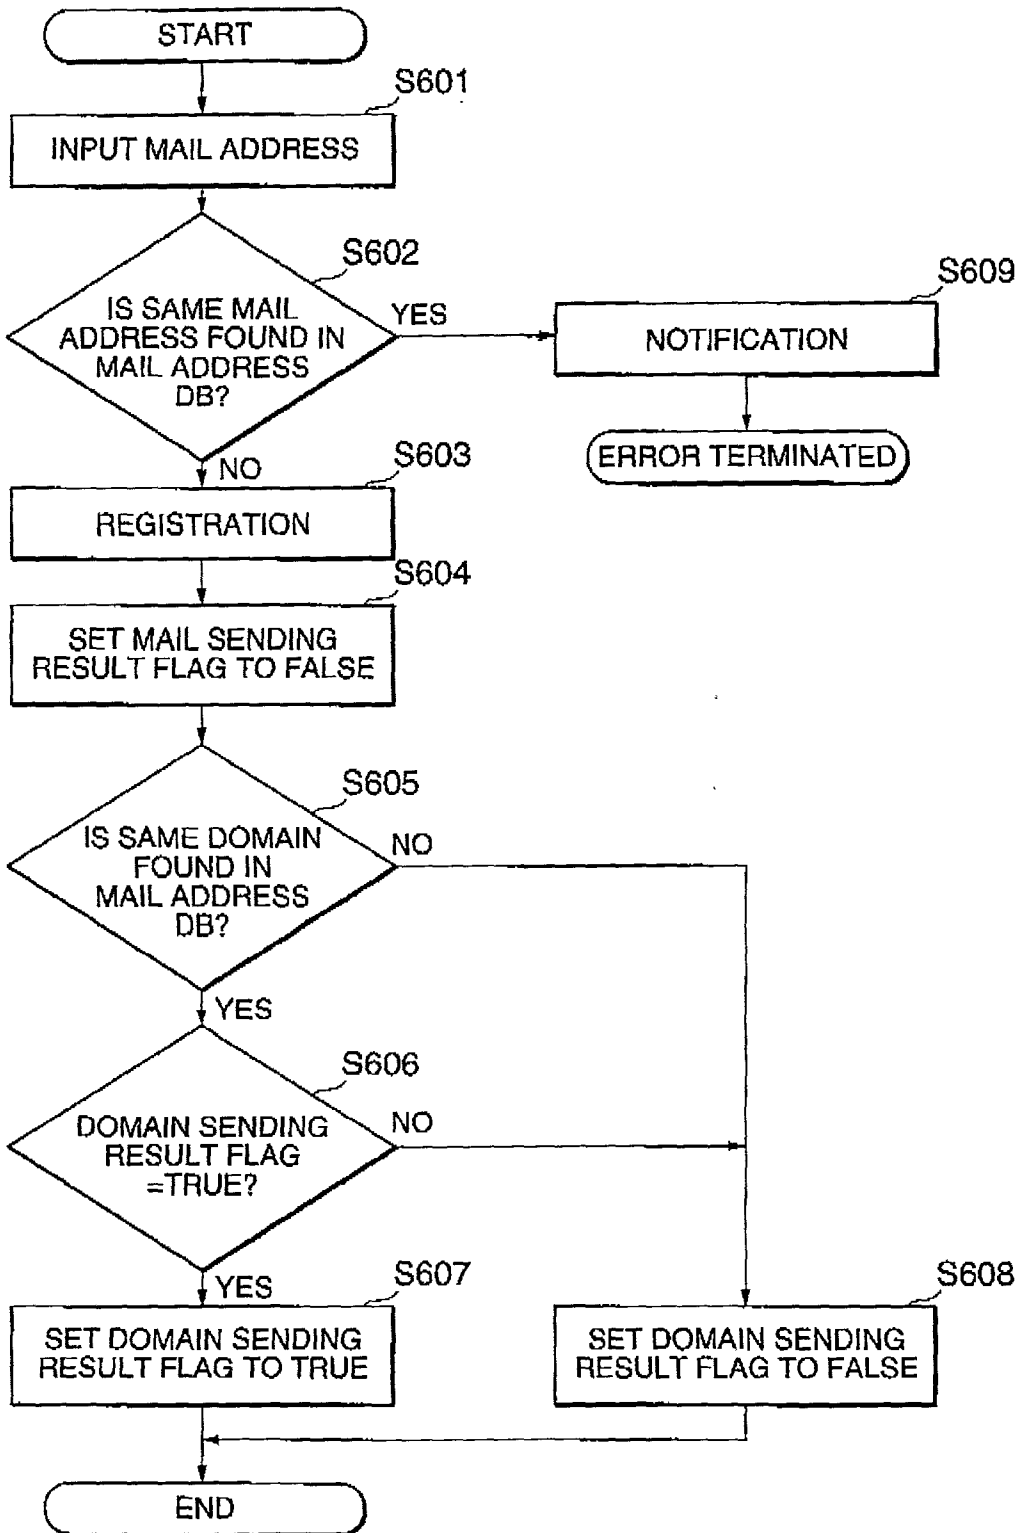 START
S601
INPUT MAIL ADDRESS
S602
IS SAME MAIL
ADDRESS FOUND IN
MAIL ADDRESS
DB?
YES
S609
NOTIFICATION
ERROR TERMINATED
NO
S603
REGISTRATION
S604
SET MAIL SENDING
RESULT FLAG TO FALSE
S605
IS SAME DOMAIN
FOUND IN
MAIL ADDRESS
DB?
NO
YES
S606
DOMAIN SENDING
RESULT FLAG
=TRUE?
NO
YES
S607
SET DOMAIN SENDING
RESULT FLAG TO TRUE
S608
SET DOMAIN SENDING
RESULT FLAG TO FALSE
END